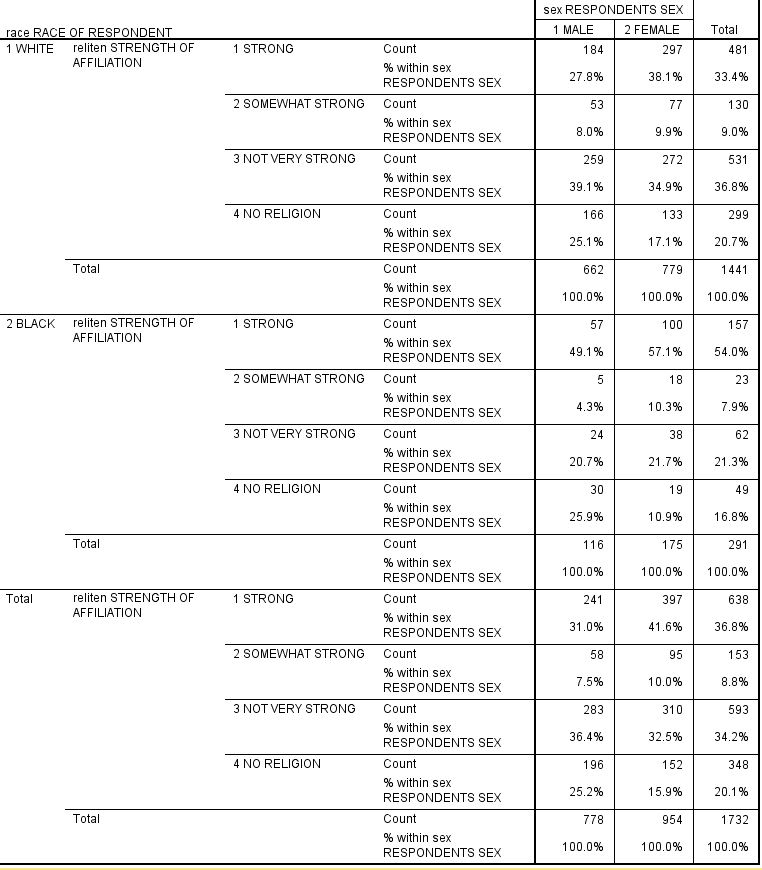 sex RESPONDENTS SEX
race RACE OF RESPONDENT 1 MALE 2 FEMALE Total
1 WHITE reliten STRENGTH OF AFFILIATION 1 STRONG Count 184 297 481
% within sex RESPONDENTS SEX 27.8% 38.1% 33.4%
2 SOMEWHAT STRONG Count 53 77 130
% within sex RESPONDENTS SEX 8.0% 9.9% 9.0%
3 NOT VERY STRONG Count 259 272 531
% within sex RESPONDENTS SEX 39.1% 34.9% 36.8%
4 NO RELIGION Count 166 133 299
% within sex RESPONDENTS SEX 25.1% 17.1% 20.7%
Total Count 662 779 1441
% within sex RESPONDENTS SEX 100.0% 100.0% 100.0%
2 BLACK reliten STRENGTH OF AFFILIATION 1 STRONG Count 57 100 157
% within sex RESPONDENTS SEX 49.1% 57.1% 54.0%
2 SOMEWHAT STRONG Count 5 18 23
% within sex RESPONDENTS SEX 4.3% 10.3% 7.9%
3 NOT VERY STRONG Count 24 38 62
% within sex RESPONDENTS SEX 20.7% 21.7% 21.3%
4 NO RELIGION Count 30 19 49
% within sex RESPONDENTS SEX 25.9% 10.9% 16.8%
Total Count 116 175 291
% within sex RESPONDENTS SEX 100.0% 100.0% 100.0%
Total reliten STRENGTH OF AFFILIATION 1 STRONG Count 241 397 638
% within sex RESPONDENTS SEX 31.0% 41.6% 36.8%
2 SOMEWHAT STRONG Count 58 95 153
% within sex RESPONDENTS SEX 7.5% 10.0% 8.8%
3 NOT VERY STRONG Count 283 310 593
% within sex RESPONDENTS SEX 36.4% 32.5% 34.2%
4 NO RELIGION Count 196 152 348
% within sex RESPONDENTS SEX 25.2% 15.9% 20.1%
Total Count 778 954 1732
% within sex RESPONDENTS SEX 100.0% 100.0% 100.0%